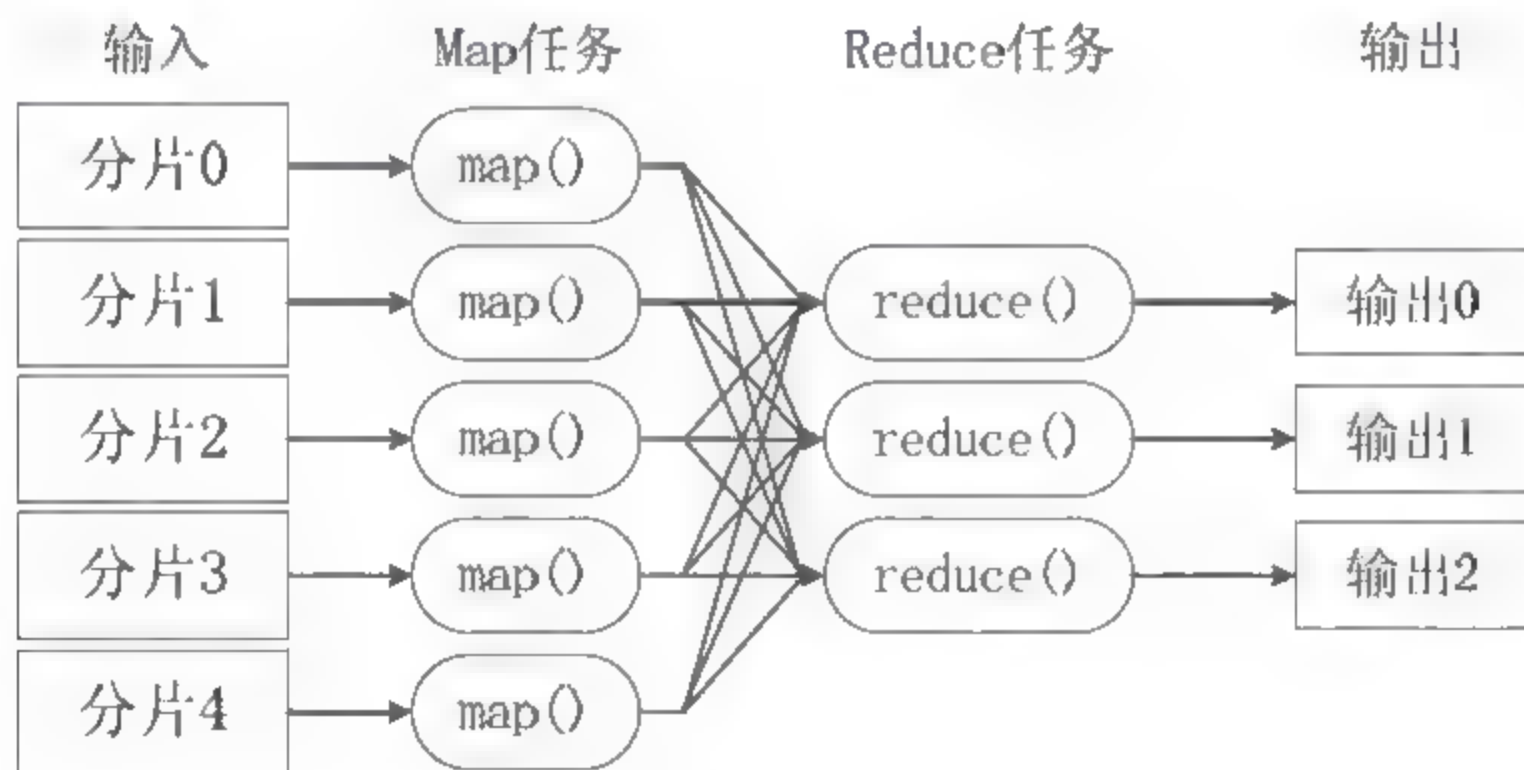 输入 Map任务 Reduce任务 输出
分片0 map()
分片1 map() reduce() 输出0
分片2 map() reduce() 输出1
分片3 map() reduce() 输出2
分片4 map()